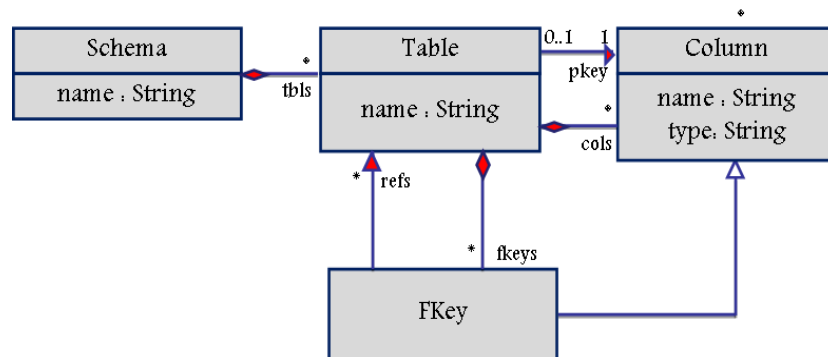 *
Schema
name : String
*
tbls
Table
name : String
0..1
1
pkey
*
cols
Column
name : String
type: String
*
refs
*
fkeys
FKey